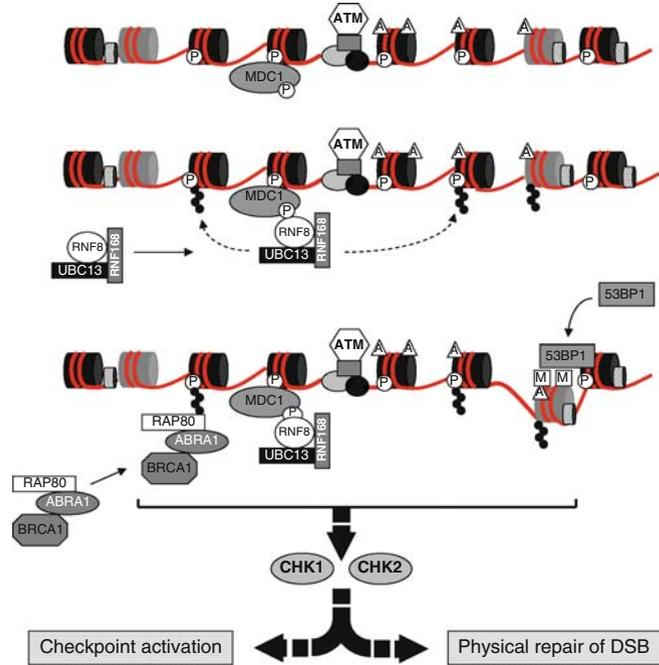 ATM
A A A A
P P P P P
MDC1
P
ATM
A A A A
P P P P P
MDC1
P
RNF8
UBC13
RNF168
RNF8
UBC13
RNF168
53BP1
ATM
53BP1
A A A
M M
A
P P P P P
MDC1
P
RAP80
ABRA1
BRCA1
RNF8
UBC13
RNF168
RAP80
ABRA1
BRCA1
CHK1 CHK2
Checkpoint activation
Physical repair of DSB